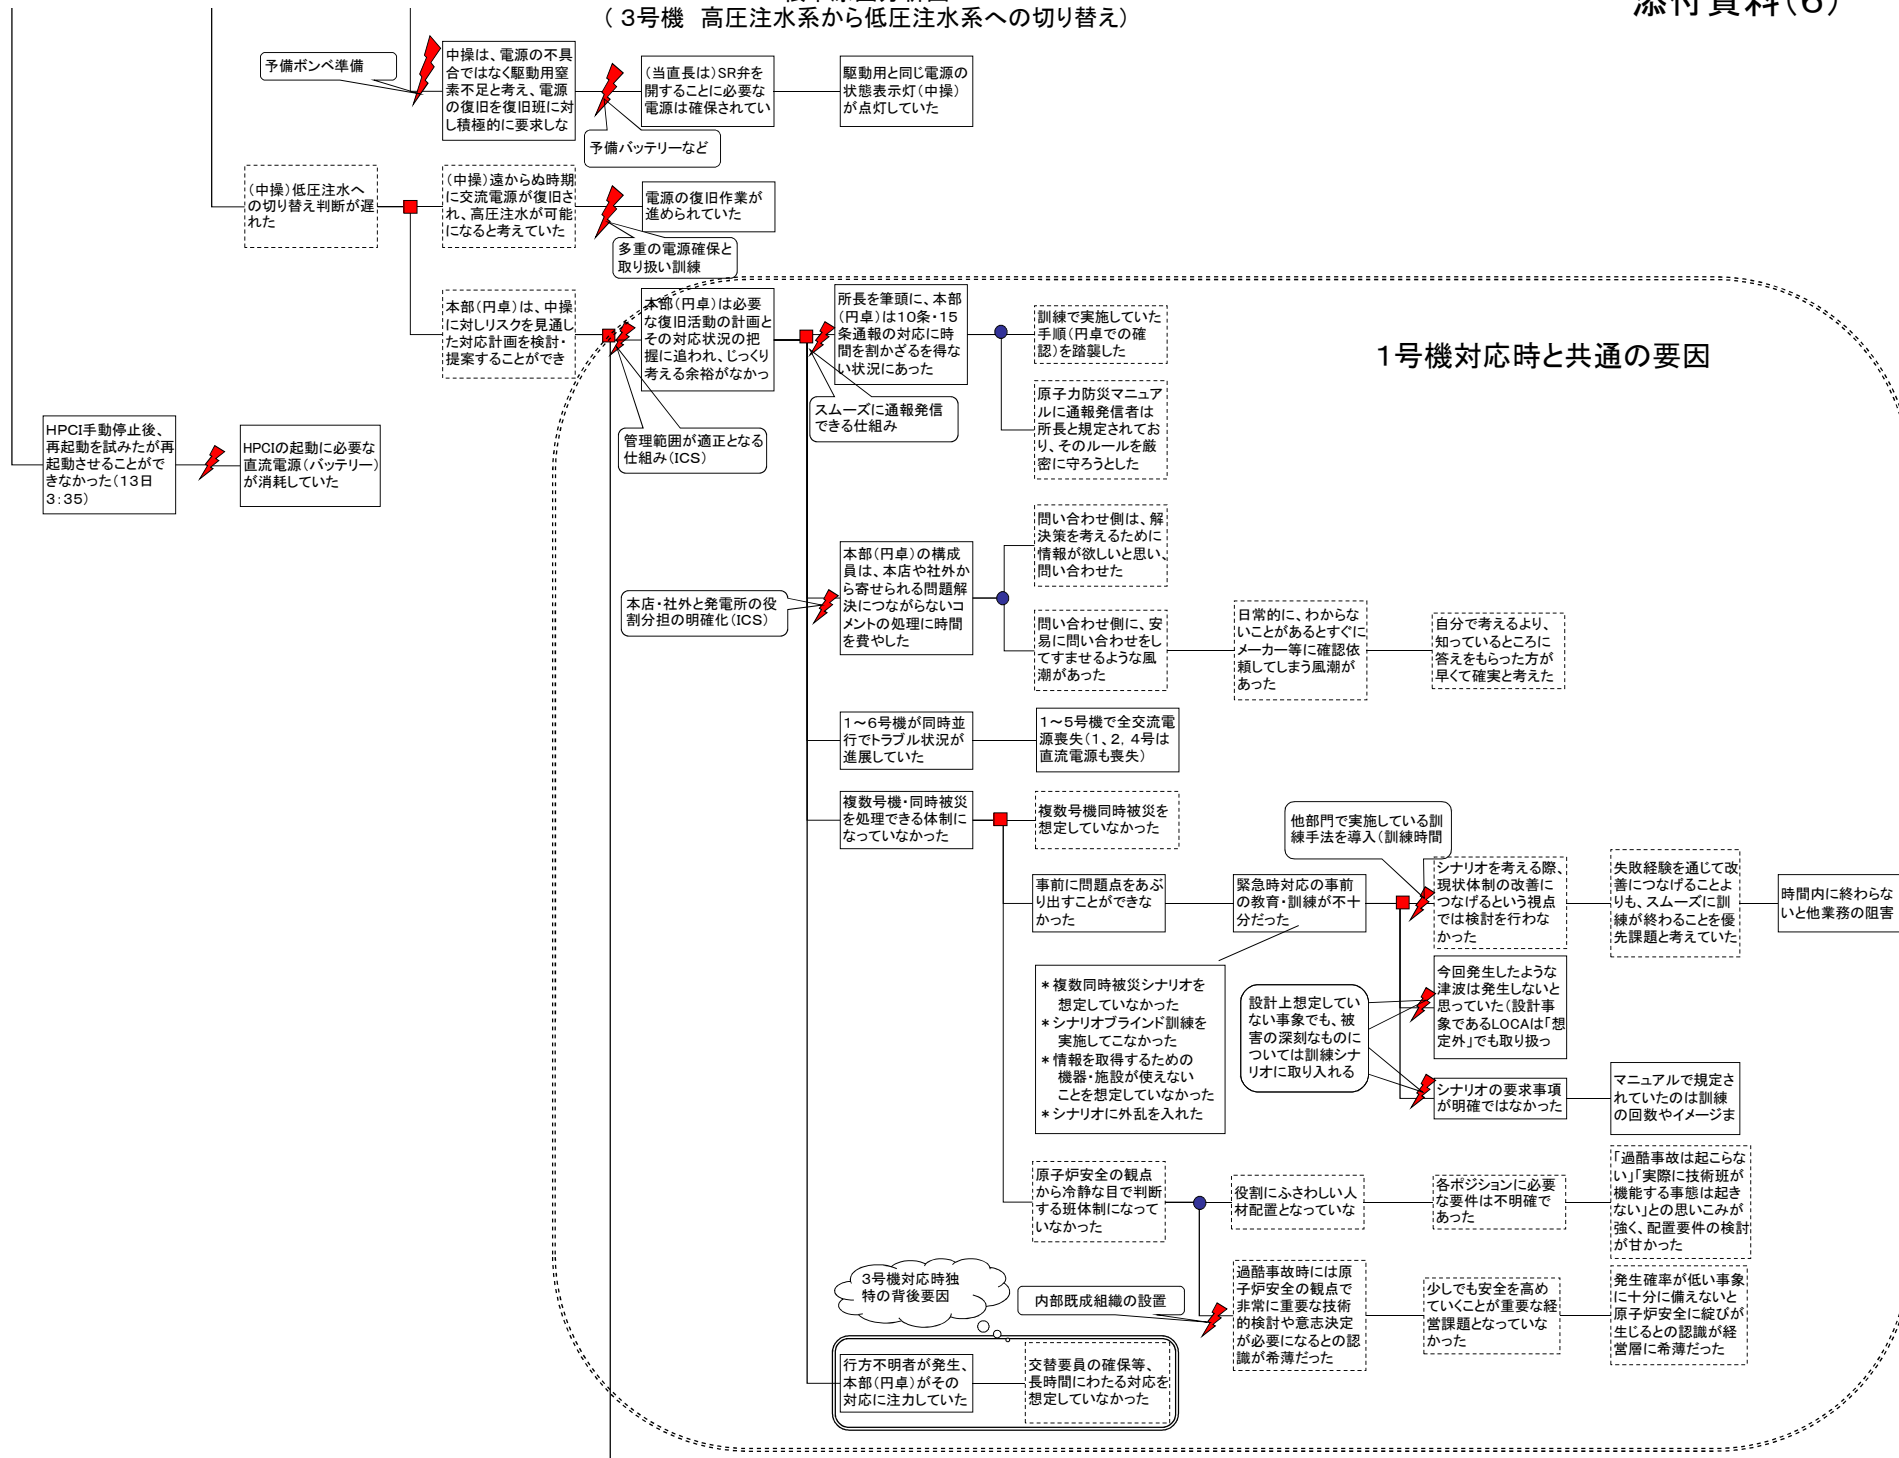 (３号機　高圧注水系から低圧注水系への切り替え)
添付資料(6)
予備ボンベ準備
中操は、電源の不具
合ではなく駆動用窒
素不足と考え、電源
の復旧を復旧班に対
し積極的に要求しな
(当直長は)SR弁を
開することに必要な
電源は確保されてい
駆動用と同じ電源の
状態表示灯(中操)
が点灯していた
予備バッテリーなど
(中操)低圧注水へ
の切り替え判断が遅
れた
(中操)遠からぬ時期
に交流電源が復旧さ
れ、高圧注水が可能
になると考えていた
電源の復旧作業が
進められていた
多重の電源確保と
取り扱い訓練
本部(円卓)は、中操
に対しリスクを見通し
た対応計画を検討・
提案することができ
本部(円卓)は必要
な復旧活動の計画と
その対応状況の把
握に追われ、じっくり
考える余裕がなかっ
所長を筆頭に、本部
(円卓)は10条・15
条通報の対応に時
間を割かざるを得な
い状況にあった
訓練で実施していた
手順(円卓での確
認)を踏襲した
1号機対応時と共通の要因
原子力防災マニュア
ルに通報発信者は
所長と規定されてお
り、そのルールを厳
密に守ろうとした
スムーズに通報発信
できる仕組み
管理範囲が適正となる
仕組み(ICS)
HPCI手動停止後、
再起動を試みたが再
起動させることがで
きなかった(13日
3:35)
HPCIの起動に必要な
直流電源(バッテリー)
が消耗していた
本店・社外と発電所の役
割分担の明確化(ICS)
本部(円卓)の構成
員は、本店や社外か
ら寄せられる問題解
決につながらないコ
メントの処理に時間
を費やした
問い合わせ側は、解
決策を考えるために
情報が欲しいと思い、
問い合わせた
問い合わせ側に、安
易に問い合わせをし
てすませるような風
潮があった
日常的に、わからな
いことがあるとすぐに
メーカー等に確認依
頼してしまう風潮が
あった
自分で考えるより、
知っているところに
答えをもらった方が
早くて確実と考えた
1～6号機が同時並
行でトラブル状況が
進展していた
1～5号機で全交流電
源喪失(1、2, 4号は
直流電源も喪失)
複数号機・同時被災
を処理できる体制に
なっていなかった
複数号機同時被災を
想定していなかった
他部門で実施している訓
練手法を導入(訓練時間
事前に問題点をあぶ
り出すことができな
かった
緊急時対応の事前
の教育・訓練が不十
分だった
シナリオを考える際、
現状体制の改善に
つなげるという視点
では検討を行わな
かった
失敗経験を通じて改
善につなげることよ
りも、スムーズに訓
練が終わることを優
先課題と考えていた
時間内に終わらな
いと他業務の阻害
＊複数同時被災シナリオを
想定していなかった
＊シナリオブラインド訓練を
実施してこなかった
＊情報を取得するための
機器・施設が使えない
ことを想定していなかった
＊シナリオに外乱を入れた
設計上想定してい
ない事象でも、被
害の深刻なものに
ついては訓練シナ
リオに取り入れる
今回発生したような
津波は発生しないと
思っていた(設計事
象であるLOCAは「想
定外」でも取り扱っ
シナリオの要求事項
が明確ではなかった
マニュアルで規定さ
れていたのは訓練
の回数やイメージま
原子炉安全の観点
から冷静な目で判断
する班体制になって
いなかった
役割にふさわしい人
材配置となっていな
各ポジションに必要
な要件は不明確で
あった
「過酷事故は起こらな
い」「実際に技術班が
機能する事態は起き
ない」との思いこみが
強く、配置要件の検討
が甘かった
3号機対応時独
特の背後要因
内部既成組織の設置
過酷事故時には原
子炉安全の観点で
非常に重要な技術
的検討や意志決定
が必要になるとの認
識が希薄だった
少しでも安全を高め
ていくことが重要な経
営課題となっていな
かった
発生確率が低い事象
に十分に備えないと
原子炉安全に綻びが
生じるとの認識が経
営層に希薄だった
行方不明者が発生、
本部(円卓)がその
対応に注力していた
交替要員の確保等、
長時間にわたる対応を
想定していなかった